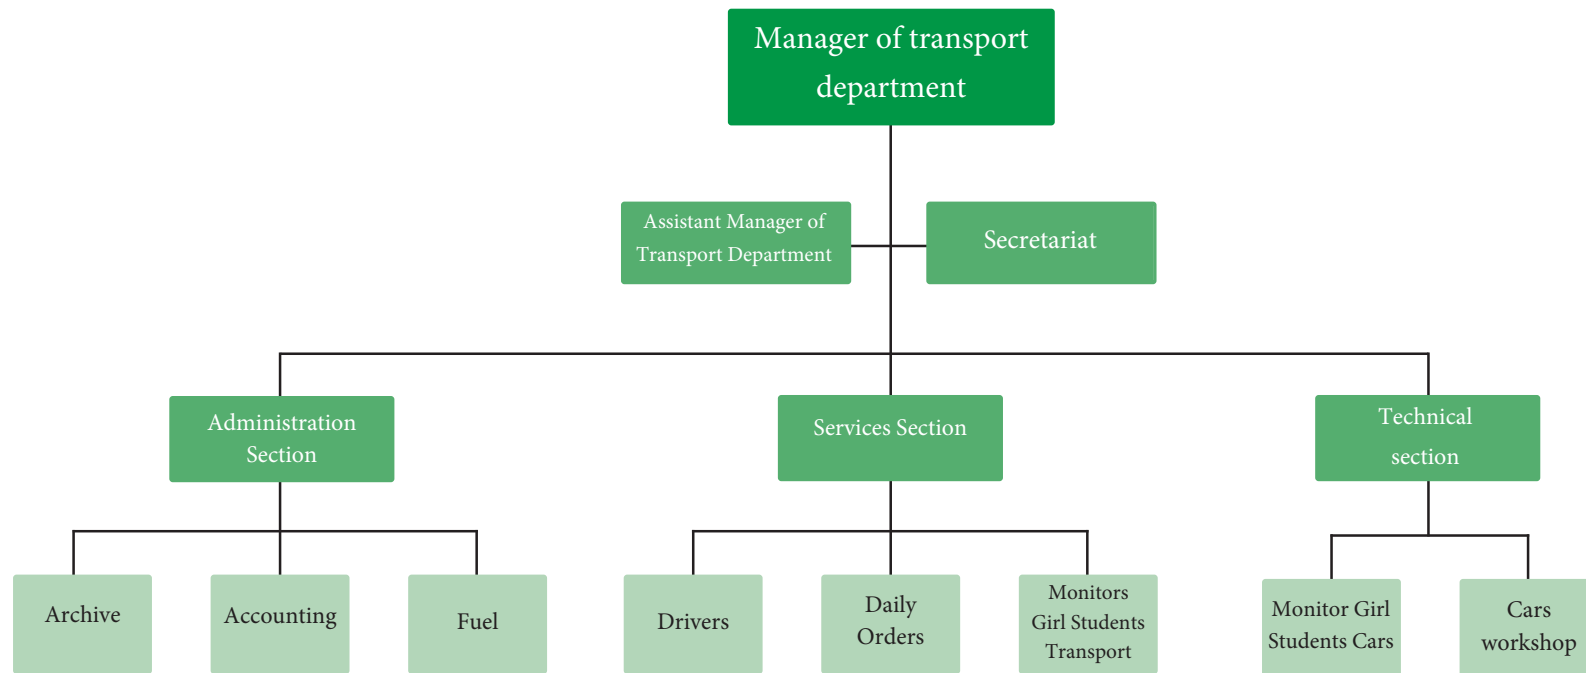 Manager of transport
department
Assistant Manager of
Transport Department
Secretariat
Administration
Section
Services Section
Technical
section
Archive
Accounting
Fuel
Drivers
Daily
Orders
Monitors
Girl Students
Transport
Monitor Girl
Students Cars
Cars
workshop